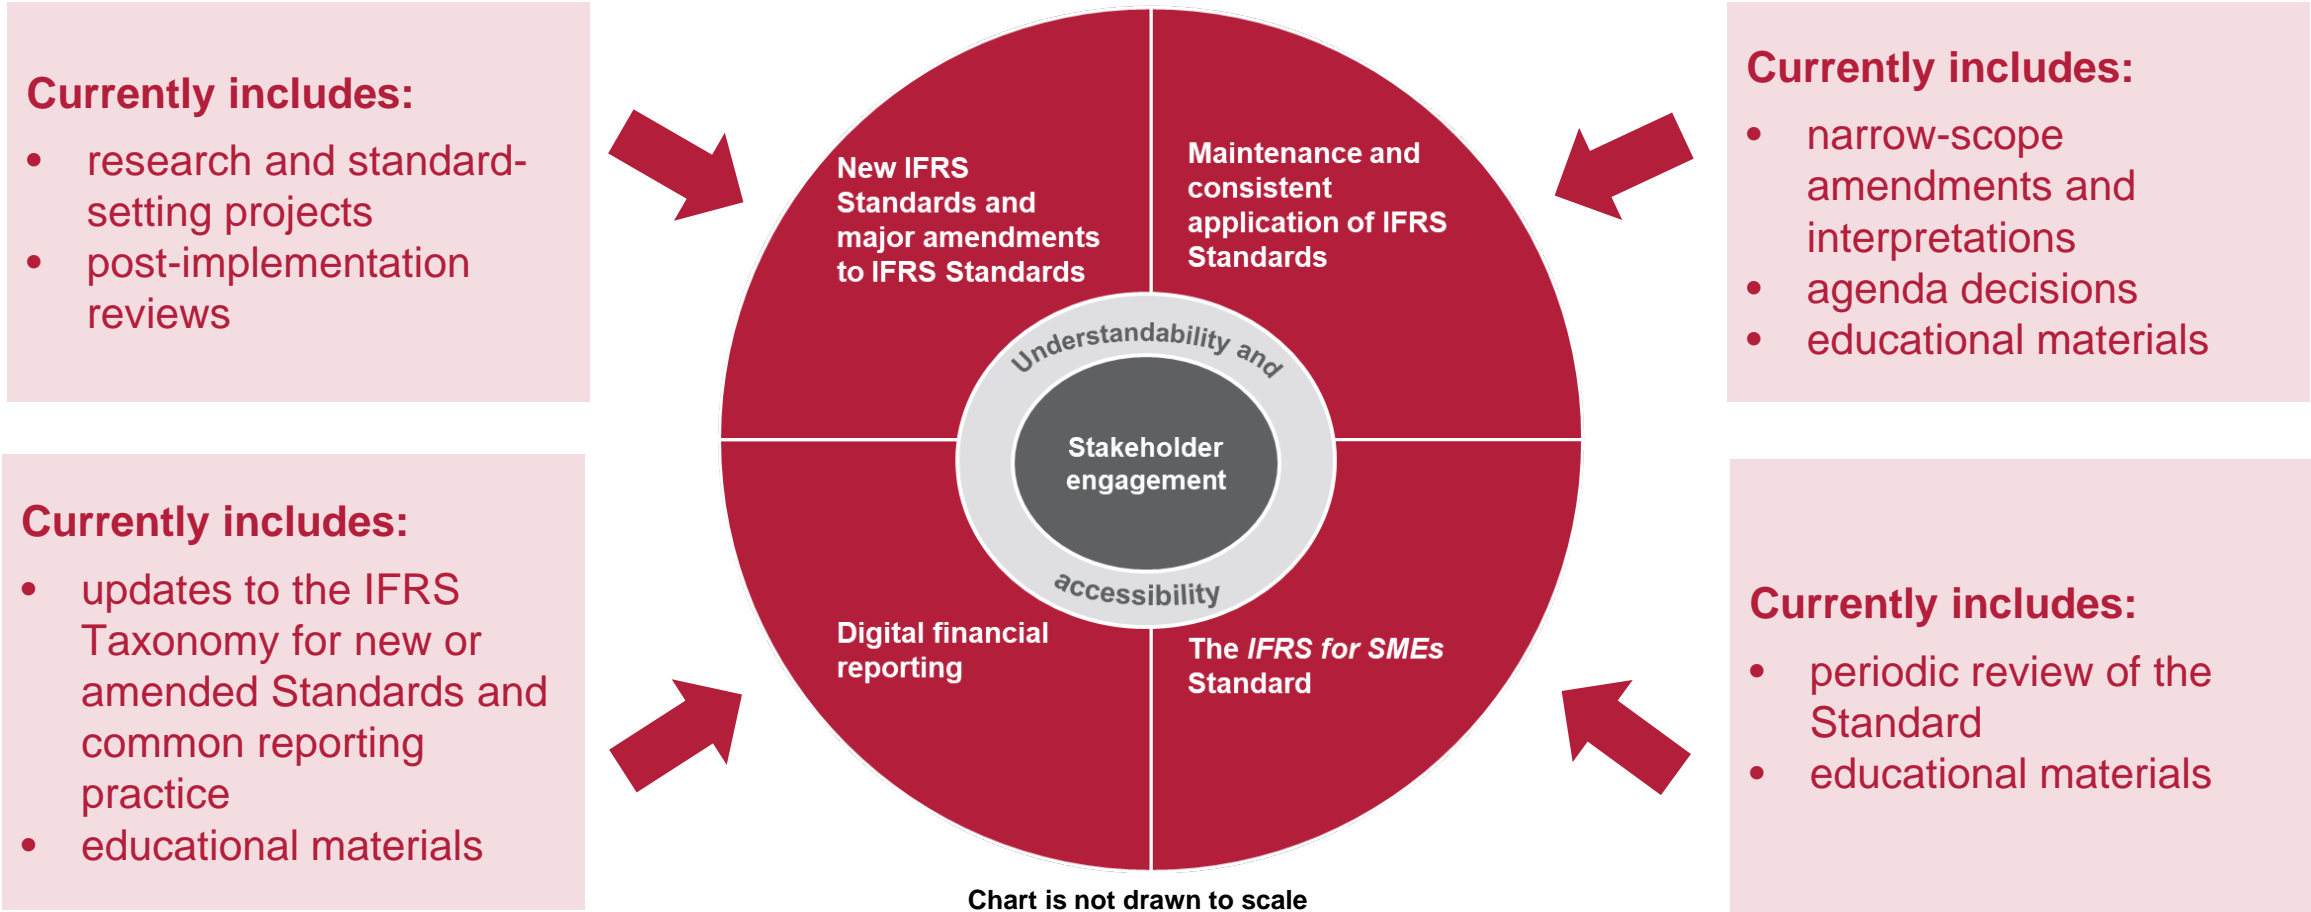 Currently includes:
• research and standard-
setting projects
• post-implementation
reviews
New IFRS
Standards and
major amendments
to IFRS Standards
Maintenance and
consistent
application of IFRS
Standards
Currently includes:
• narrow-scope
amendments and
interpretations
• agenda decisions
• educational materials
Understandability and
accessibility
Stakeholder
engagement
Currently includes:
• updates to the IFRS
Taxonomy for new or
amended Standards and
common reporting
practice
• educational materials
Digital financial
reporting
The IFRS for SMEs
Standard
Currently includes:
• periodic review of the
Standard
• educational materials
Chart is not drawn to scale